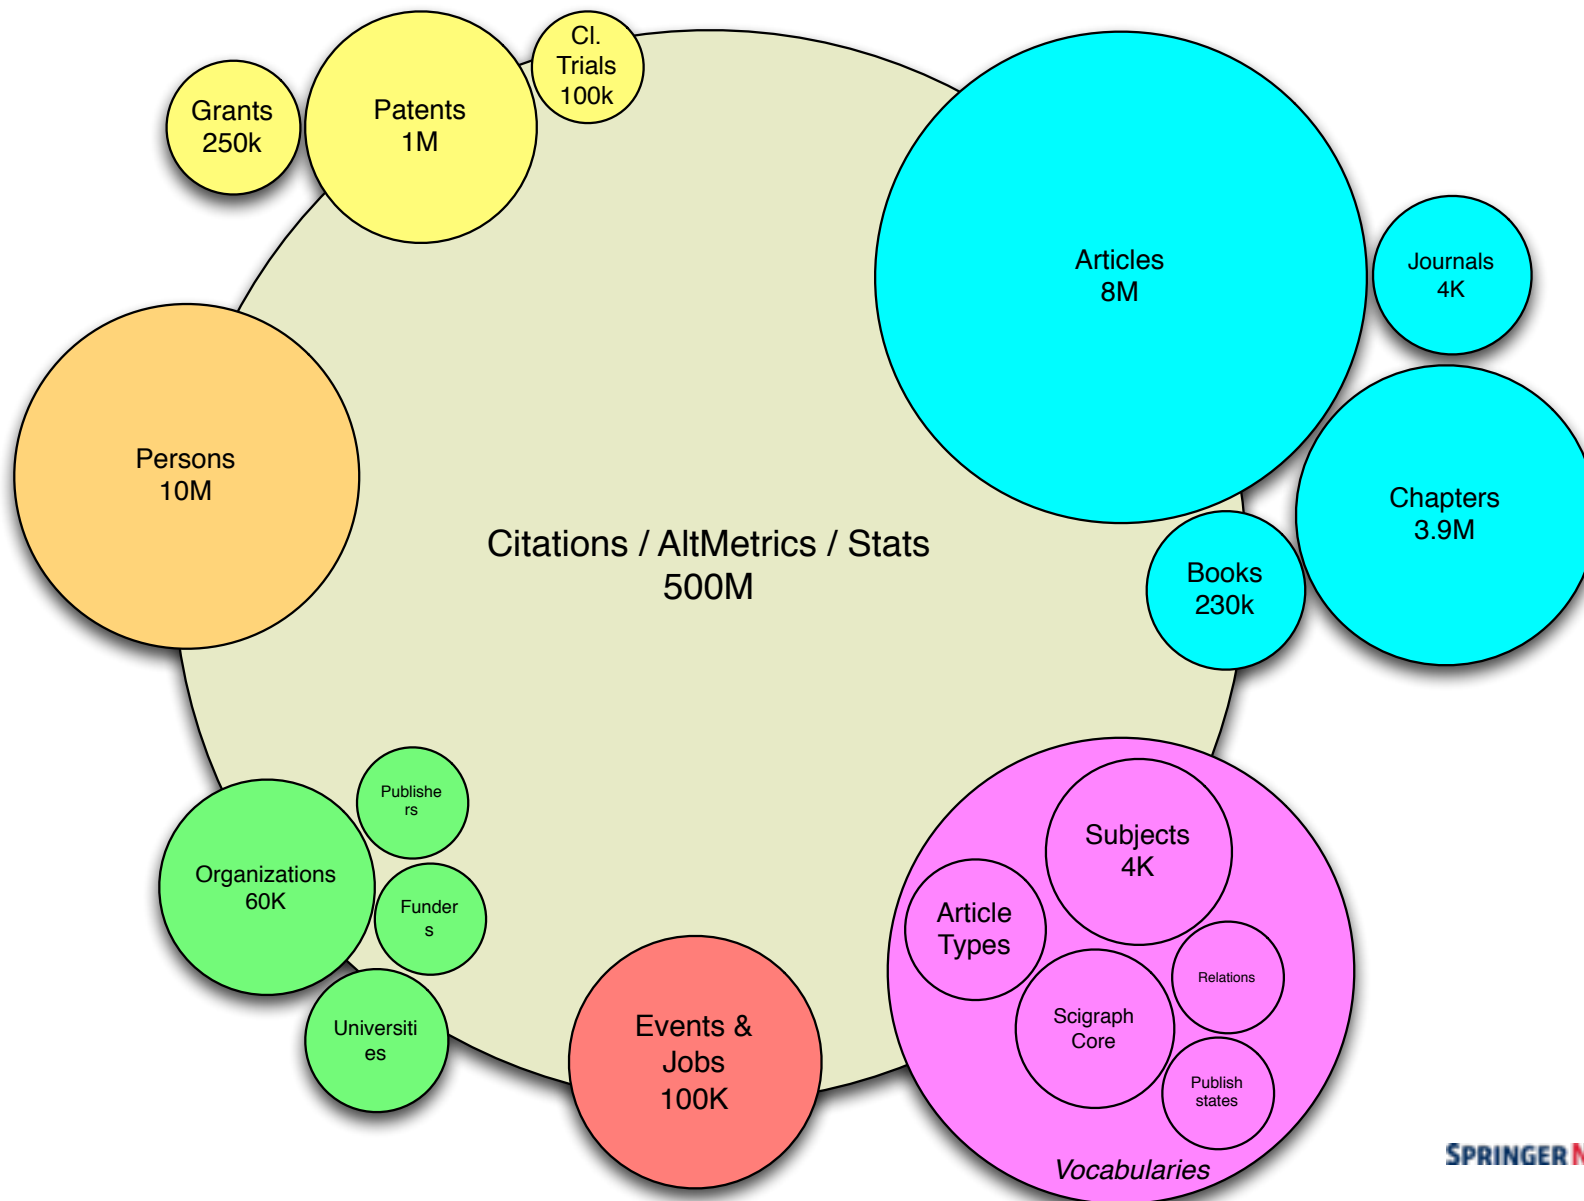 Cl.
Trials
100k
Grants
250k
Patents
1M
Articles
8M
Journals
4K
Persons
10M
Chapters
3.9M
Citations / AltMetrics / Stats
500M
Books
230k
Publishe
rs
Organizations
60K
Funder
s
Universiti
es
Events &
Jobs
100K
Subjects
4K
Article
Types
Relations
Scigraph
Core
Publish
states
Vocabularies
SPRINGER N